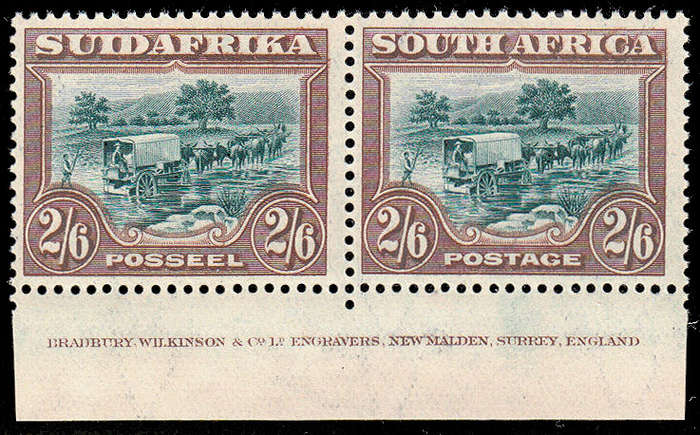 SUIDAFRIKA
2/6 POSSEEL 2/6
SOUTH AFRICA
2/6 POSTAGE 2/6
BRADBURY, WILKINSON & Cº Lᴰ ENGRAVERS, NEW MALDEN, SURREY, ENGLAND